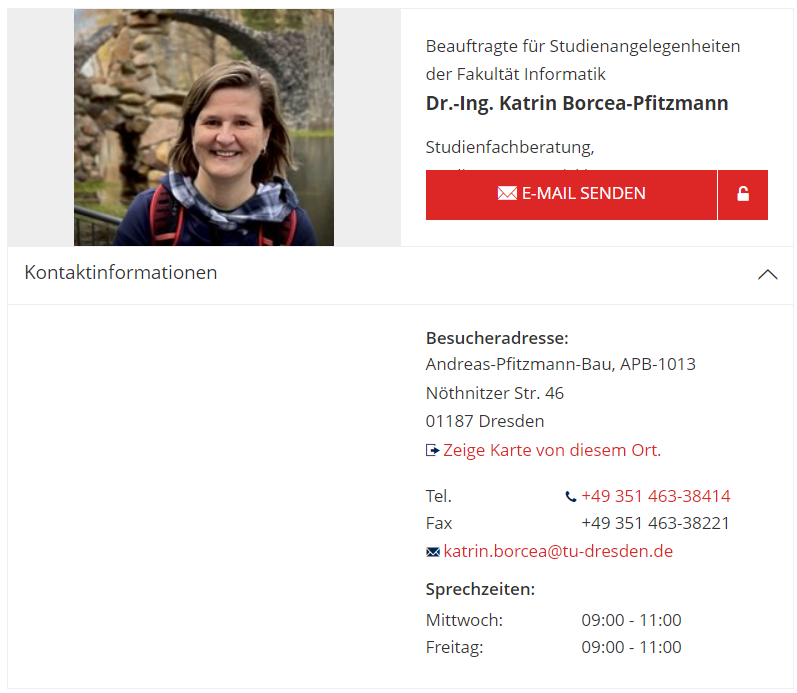 Beauftragte für Studienangelegenheiten
der Fakultät Informatik
Dr.-Ing. Katrin Borcea-Pfitzmann
Studienfachberatung,
E-MAIL SENDEN
Kontaktinformationen
Besucheradresse:
Andreas-Pfitzmann-Bau, APB-1013
Nöthnitzer Str. 46
01187 Dresden
Zeige Karte von diesem Ort.
Tel. +49 351 463-38414
Fax +49 351 463-38221
katrin.borcea@tu-dresden.de
Sprechzeiten:
Mittwoch: 09:00 - 11:00
Freitag: 09:00 - 11:00